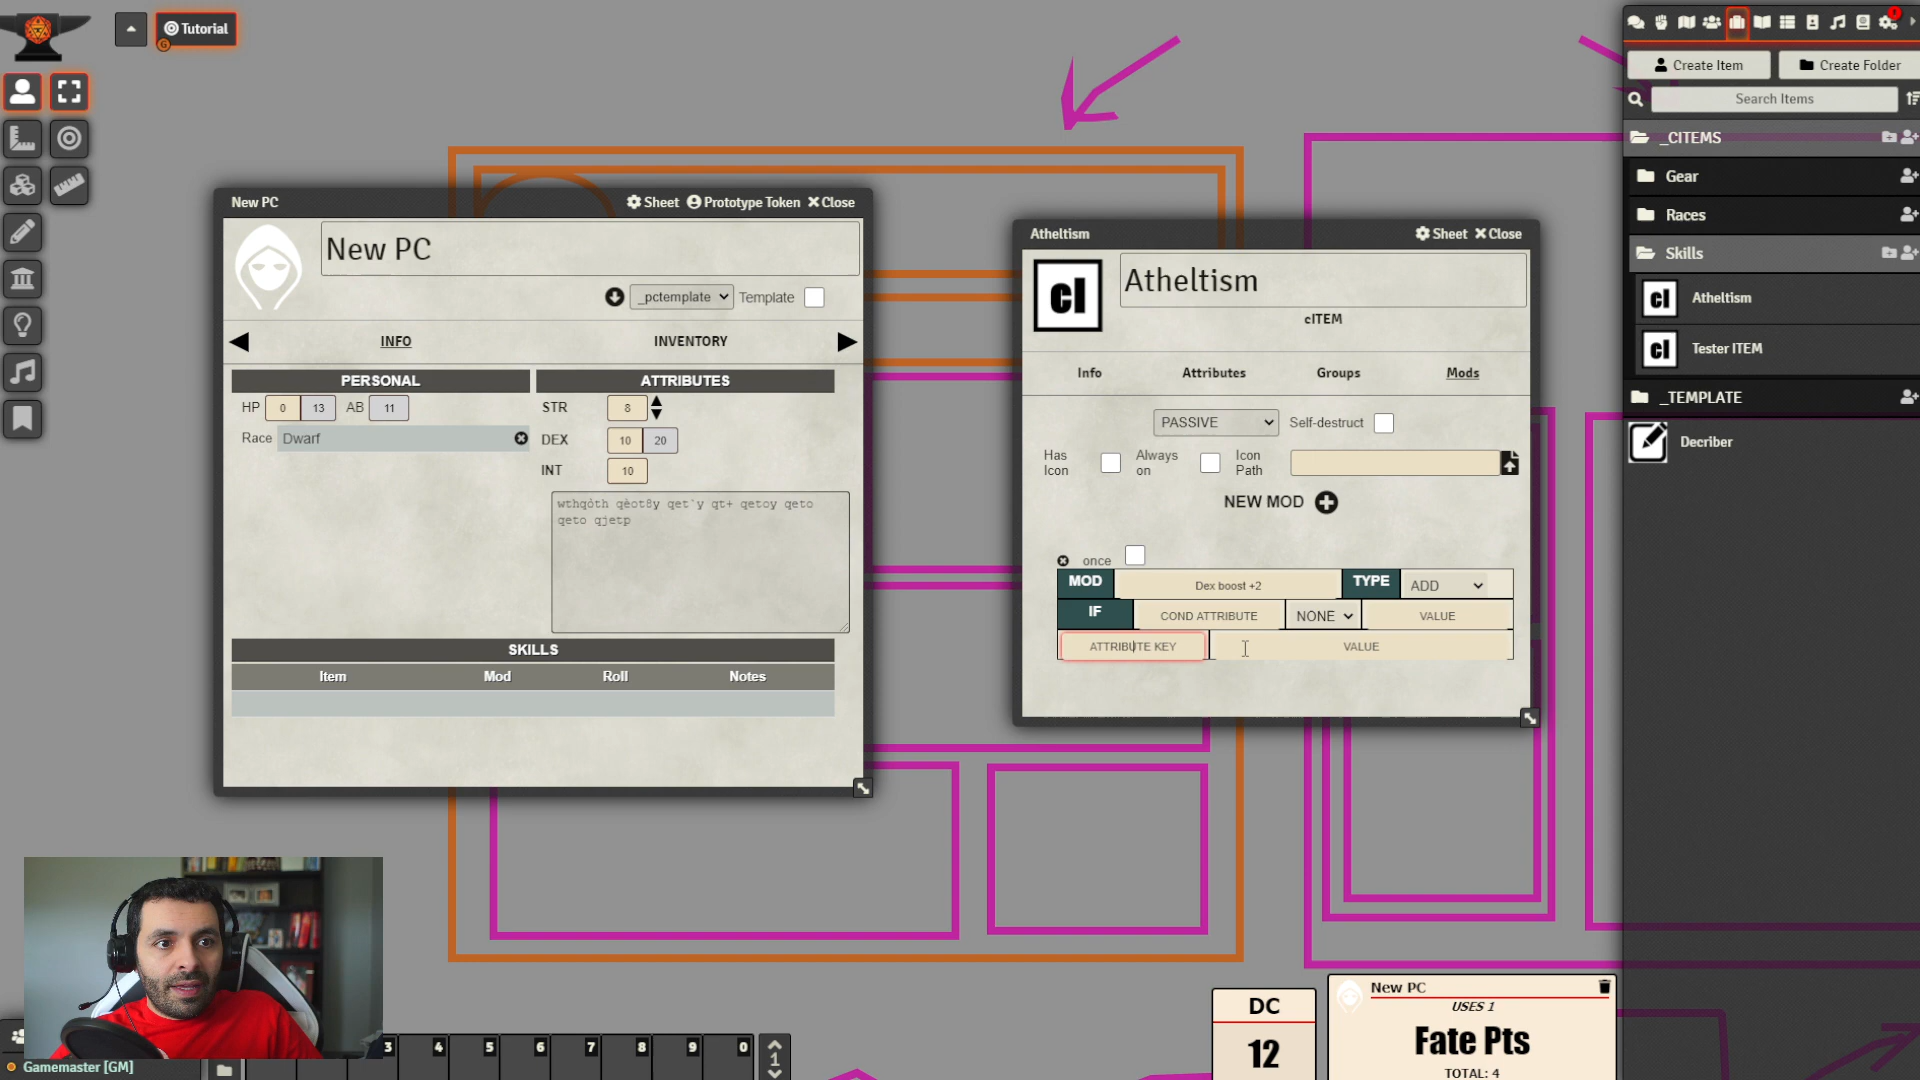 Tutorial
G
New PC
Sheet Prototype Token Close
New PC
_pctemplate Template
INFO INVENTORY
PERSONAL ATTRIBUTES
HP 0 13 AB 11 STR 8
Race Dwarf DEX 10 20
INT 10
wthqòth qèot8y qet`y qt+ qetoy qeto
qeto qjetp
SKILLS
Item Mod Roll Notes
Atheltism
Sheet Close
cI
Atheltism
cITEM
Info Attributes Groups Mods
PASSIVE Self-destruct
Has Icon Always on Icon Path
NEW MOD
once
MOD Dex boost +2 TYPE ADD
IF COND ATTRIBUTE NONE VALUE
ATTRIBUTE KEY VALUE
Create Item Create Folder
Search Items
_CITEMS
Gear
Races
Skills
cI Atheltism
cI Tester ITEM
_TEMPLATE
Decriber
DC
12
New PC
USES 1
Fate Pts
TOTAL: 4
Gamemaster [GM]
3 4 5 6 7 8 9 0 1